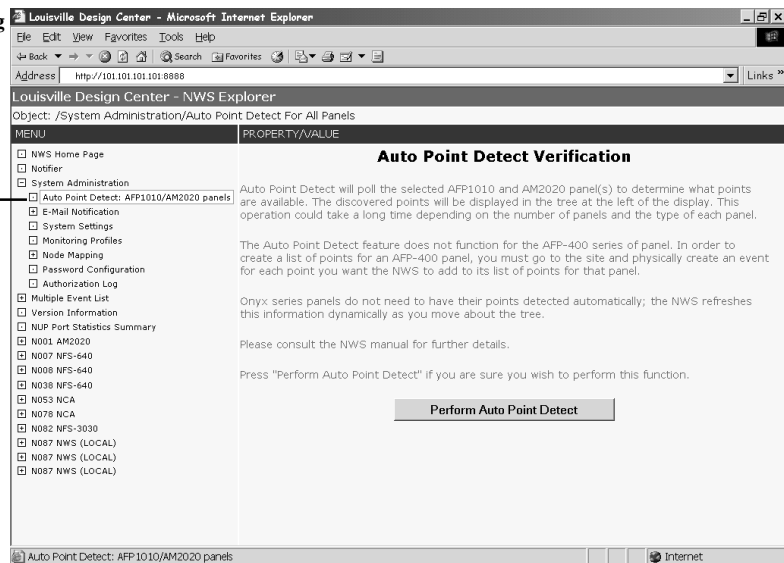 g
Louisville Design Center - Microsoft Internet Explorer
File Edit View Favorites Tools Help
Back Search Favorites
Address http://101.101.101.101:8888 Links »
Louisville Design Center - NWS Explorer
Object: /System Administration/Auto Point Detect For All Panels
MENU
NWS Home Page
Notifier
System Administration
Auto Point Detect: AFP1010/AM2020 panels
E-Mail Notification
System Settings
Monitoring Profiles
Node Mapping
Password Configuration
Authorization Log
Multiple Event List
Version Information
NUP Port Statistics Summary
N001 AM2020
N007 NFS-640
N008 NFS-640
N038 NFS-640
N053 NCA
N078 NCA
N082 NFS-3030
N087 NWS (LOCAL)
N087 NWS (LOCAL)
N087 NWS (LOCAL)
PROPERTY/VALUE
Auto Point Detect Verification
Auto Point Detect will poll the selected AFP1010 and AM2020 panel(s) to determine what points
are available. The discovered points will be displayed in the tree at the left of the display. This
operation could take a long time depending on the number of panels and the type of each panel.
The Auto Point Detect feature does not function for the AFP-400 series of panel. In order to
create a list of points for an AFP-400 panel, you must go to the site and physically create an event
for each point you want the NWS to add to its list of points for that panel.
Onyx series panels do not need to have their points detected automatically; the NWS refreshes
this information dynamically as you move about the tree.
Please consult the NWS manual for further details.
Press "Perform Auto Point Detect" if you are sure you wish to perform this function.
Perform Auto Point Detect
Auto Point Detect: AFP1010/AM2020 panels
Internet